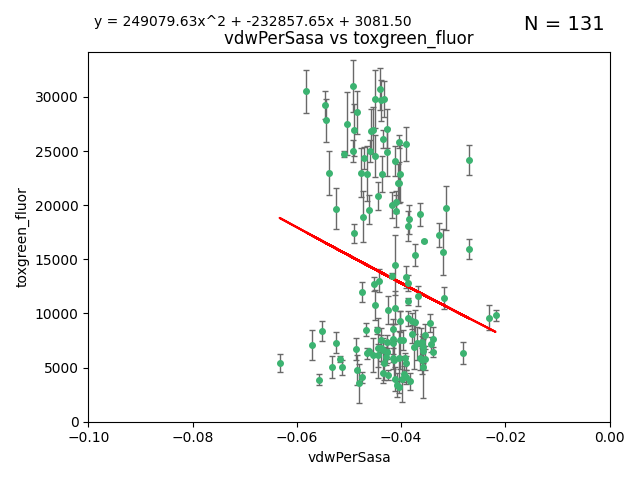 y = 249079.63x^2 + -232857.65x + 3081.50
N = 131
vdwPerSasa vs toxgreen_fluor
toxgreen_fluor
30000
25000
20000
15000
10000
5000
0
−0.10
−0.08
−0.06
−0.04
−0.02
0.00
vdwPerSasa